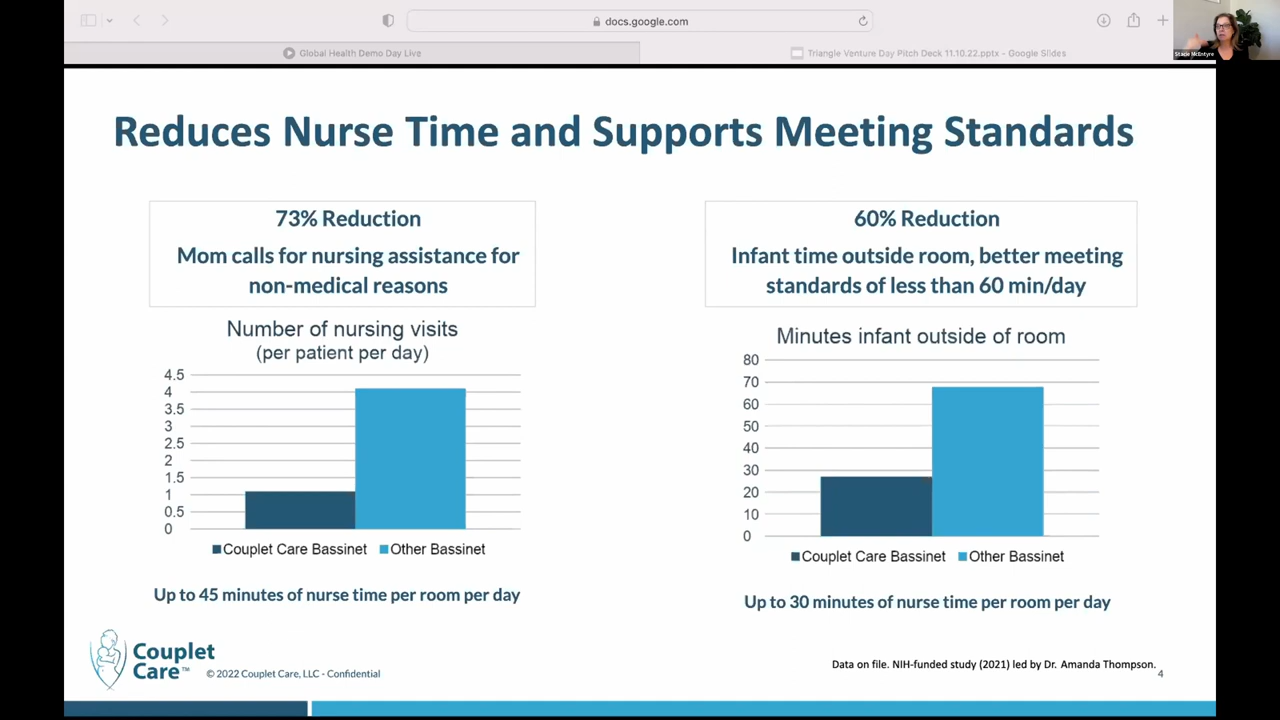 docs.google.com
Global Health Demo Day Live
Triangle Venture Day Pitch Deck 11.10.22.pptx - Google Slides
Stacie McEntyre
Reduces Nurse Time and Supports Meeting Standards
73% Reduction
Mom calls for nursing assistance for
non-medical reasons
Number of nursing visits
(per patient per day)
4.5
4
3.5
3
2.5
2
1.5
1
0.5
0
Couplet Care Bassinet Other Bassinet
Up to 45 minutes of nurse time per room per day
60% Reduction
Infant time outside room, better meeting
standards of less than 60 min/day
Minutes infant outside of room
80
70
60
50
40
30
20
10
0
Couplet Care Bassinet Other Bassinet
Up to 30 minutes of nurse time per room per day
Couplet
Care™
© 2022 Couplet Care, LLC - Confidential
Data on file. NIH-funded study (2021) led by Dr. Amanda Thompson.
4